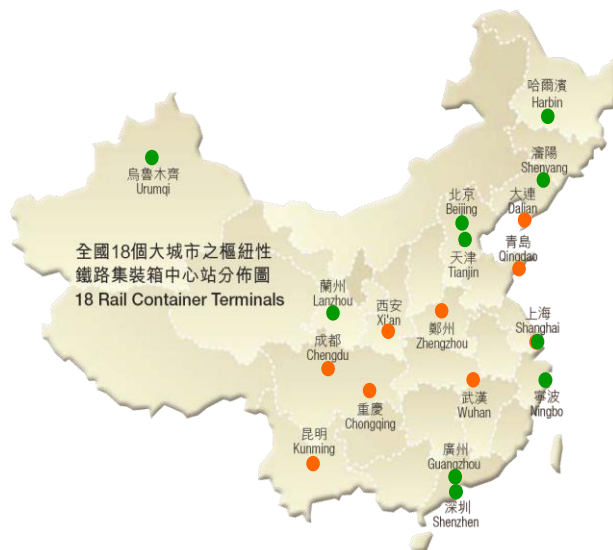 哈爾濱
Harbin
瀋陽
Shenyang
烏魯木齊
Urumqi
北京
Beijing
大連
Dalian
青島
Qingdao
天津
Tianjin
全國18個大城市之樞紐性
鐵路集裝箱中心站分佈圖
18 Rail Container Terminals
蘭州
Lanzhou
西安
Xi'an
鄭州
Zhengzhou
上海
Shanghai
成都
Chengdu
重慶
Chongqing
武漢
Wuhan
寧波
Ningbo
昆明
Kunming
廣州
Guangzhou
深圳
Shenzhen